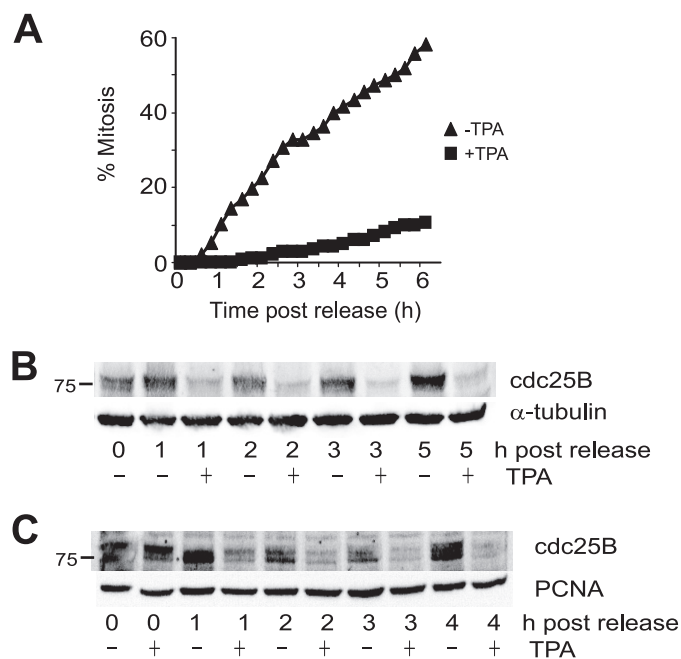 A
60
40
20
0
% Mitosis
-TPA
+TPA
0 1 2 3 4 5 6
Time post release (h)
B
75 cdc25B
α-tubulin
0 1 1 2 2 3 3 5 5 h post release
– – + – + – + – + TPA
C
75 cdc25B
PCNA
0 0 1 1 2 2 3 3 4 4 h post release
– + – + – + – + – + TPA